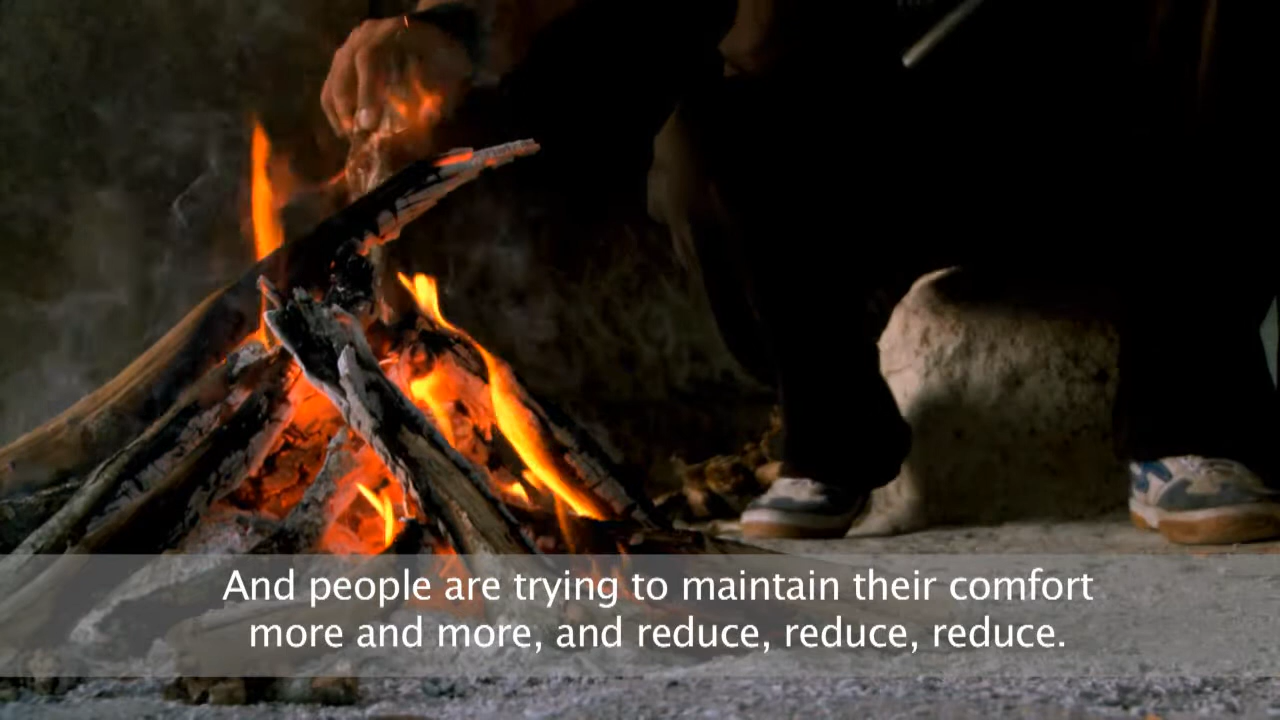 And people are trying to maintain their comfort
more and more, and reduce, reduce, reduce.